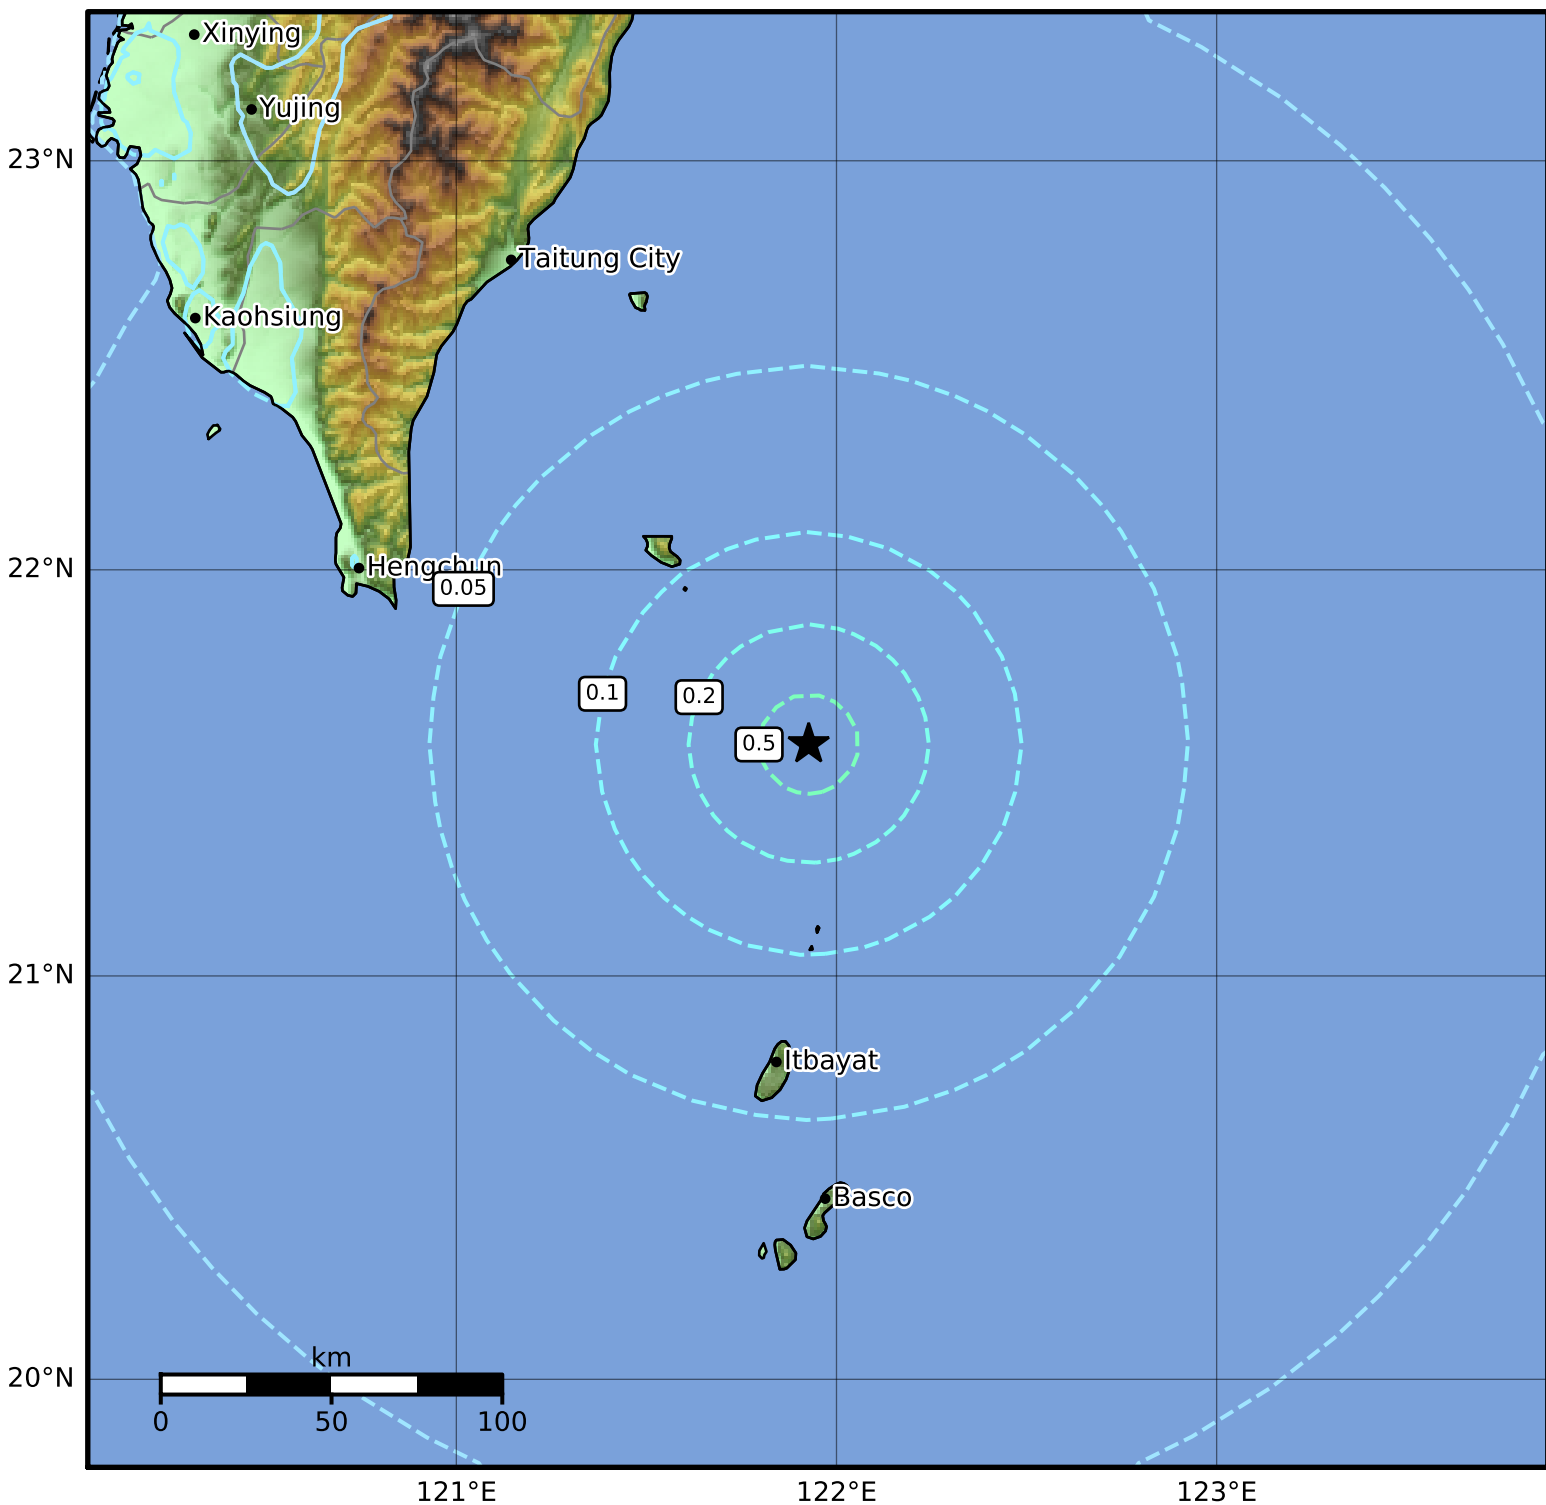 Xinying
Yujing
23°N
Taitung City
Kaohsiung
Hengchun
22°N
0.05
0.1
0.2
0.5
21°N
Itbayat
Basco
km
20°N
0
50
100
121°E
122°E
123°E